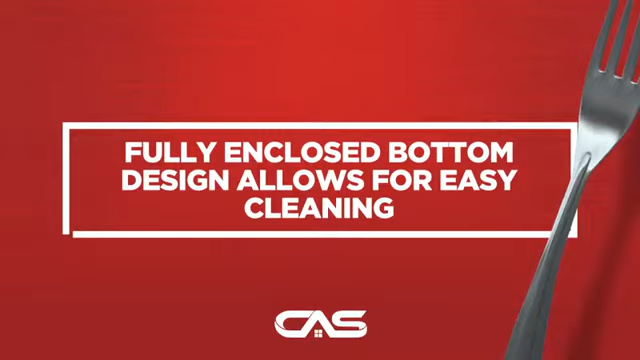 FULLY ENCLOSED BOTTOM
DESIGN ALLOWS FOR EASY
CLEANING
CAS